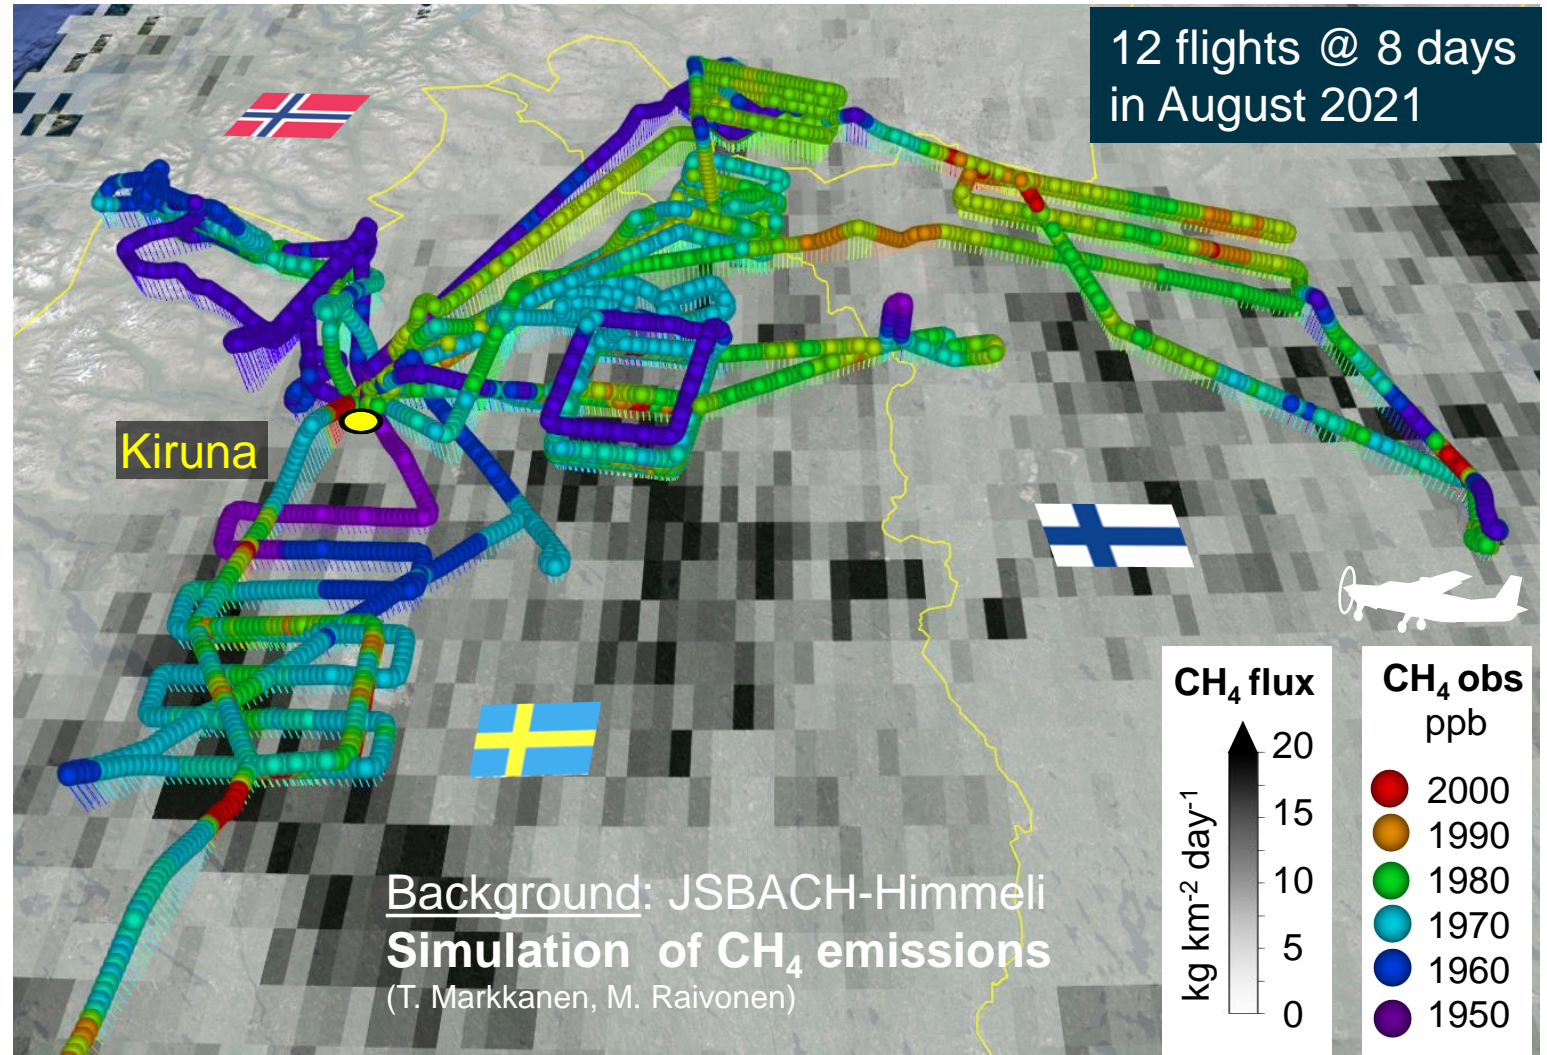 12 flights @ 8 days
in August 2021
Kiruna
Background: JSBACH-Himmeli
Simulation of CH₄ emissions
(T. Markkanen, M. Raivonen)
CH₄ flux
kg km⁻² day⁻¹
20
15
10
5
0
CH₄ obs
ppb
2000
1990
1980
1970
1960
1950